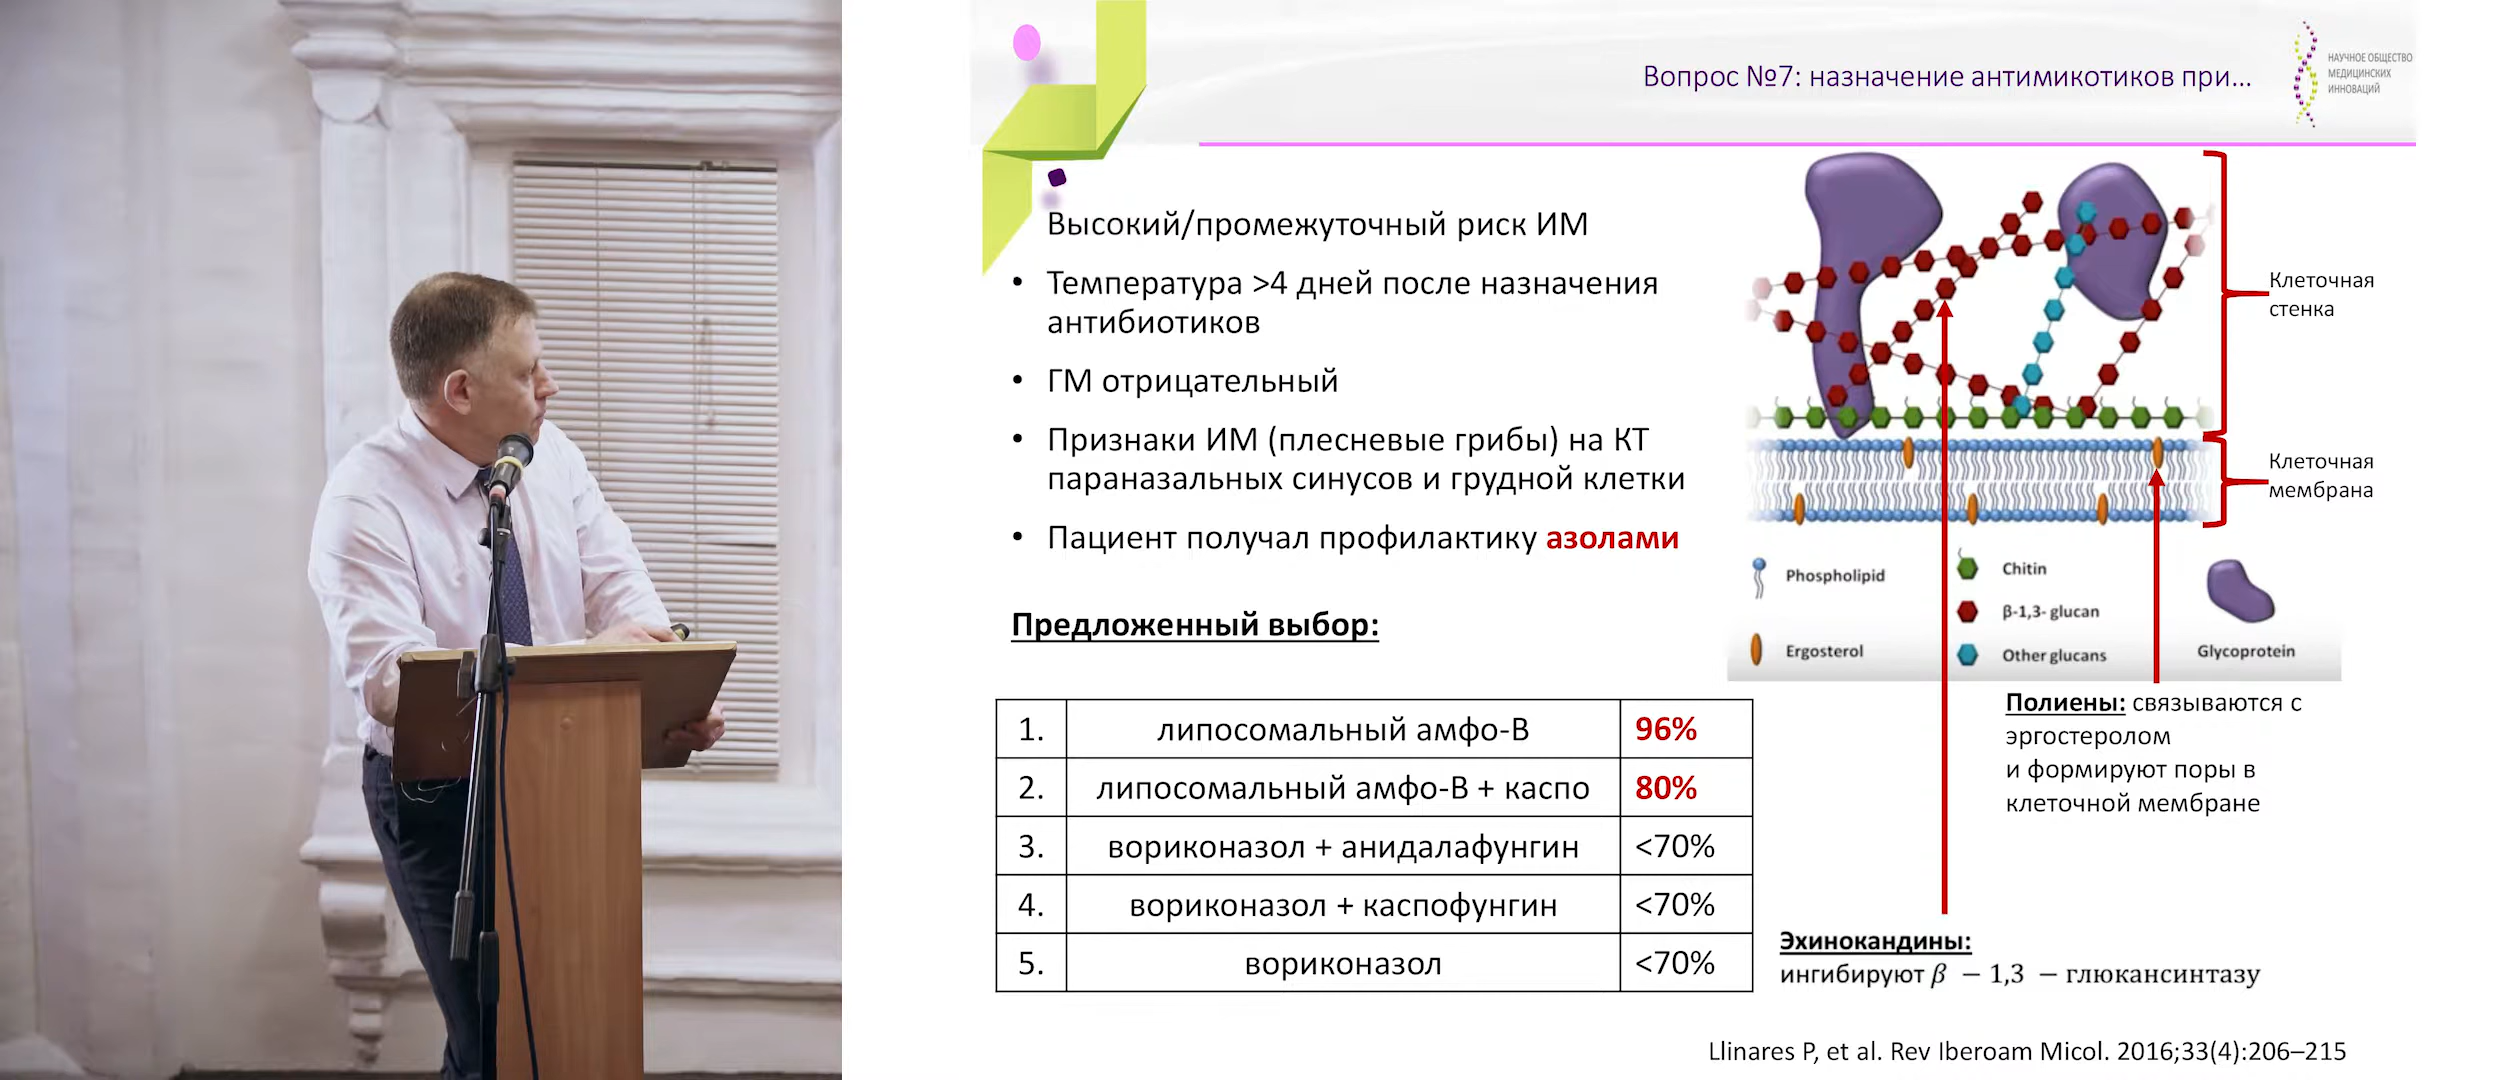 Вопрос №7: назначение антимикотиков при...
НАУЧНОЕ ОБЩЕСТВО
МЕДИЦИНСКИХ
ИННОВАЦИЙ
Высокий/промежуточный риск ИМ
• Температура >4 дней после назначения
антибиотиков
• ГМ отрицательный
• Признаки ИМ (плесневые грибы) на КТ
параназальных синусов и грудной клетки
• Пациент получал профилактику азолами
Предложенный выбор:
1. липосомальный амфо-В 96%
2. липосомальный амфо-В + каспо 80%
3. вориконазол + анидалафунгин <70%
4. вориконазол + каспофунгин <70%
5. вориконазол <70%
Клеточная
стенка
Клеточная
мембрана
Phospholipid
Ergosterol
Chitin
β-1,3- glucan
Other glucans
Glycoprotein
Полиены: связываются с
эргостеролом
и формируют поры в
клеточной мембране
Эхинокандины:
ингибируют β − 1,3 − глюкансинтазу
Llinares P, et al. Rev Iberoam Micol. 2016;33(4):206–215